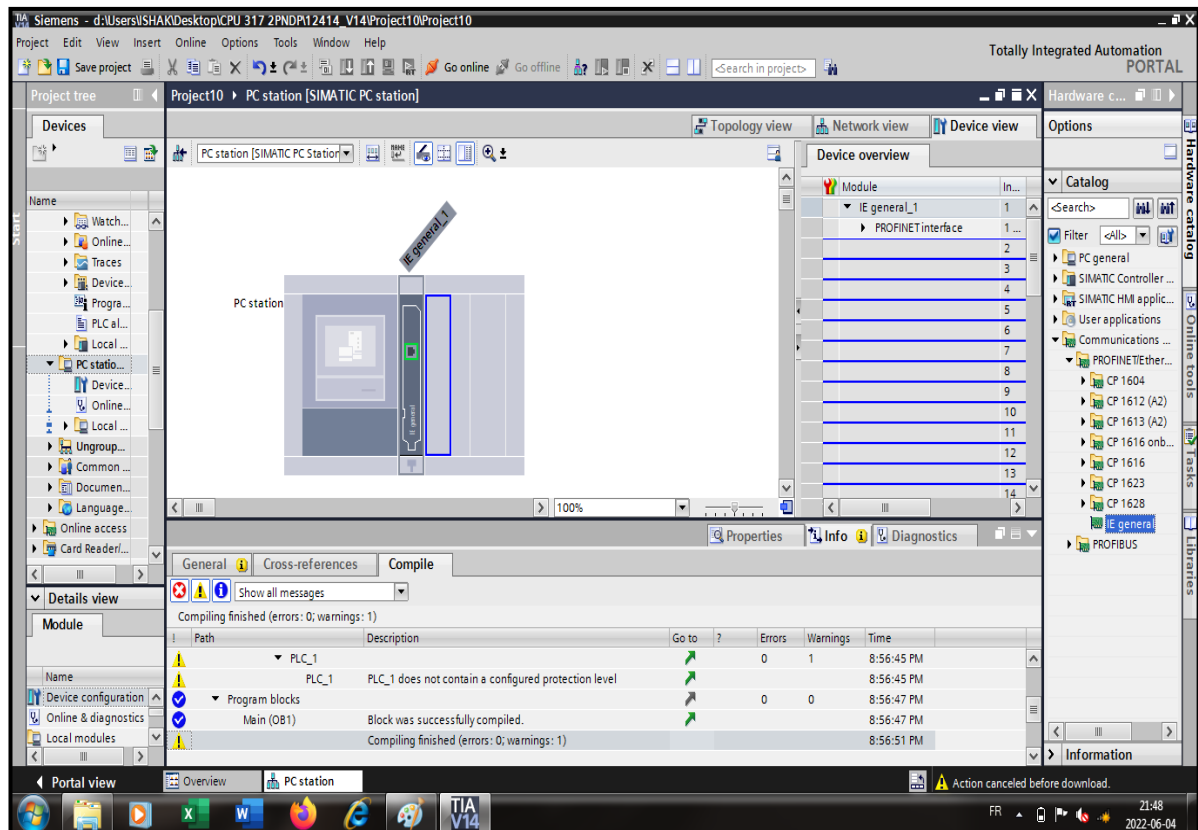 Siemens - d:\Users\ISHAK\Desktop\CPU 317 2PNDP\12414_V14\Project10\Project10
Project Edit View Insert Online Options Tools Window Help
Totally Integrated Automation
PORTAL
Save project Go online Go offline <Search in project>
Project tree
Project10 PC station [SIMATIC PC station]
Hardware c...
Devices
Topology view Network view Device view
Options
PC station [SIMATIC PC Station]
Device overview
Module In...
IE general_1 1
PROFINET interface 1 ...
2
3
4
5
6
7
8
9
10
11
12
13
14
Name
Watch...
Online...
Traces
Device...
Progra...
PLC al...
Local ...
PC statio...
Device...
Online...
Local ...
Ungroup...
Common ...
Documen...
Language...
Online access
Card Reader/...
Start
IE general_1
PC station
IE general
100%
Catalog
<Search>
Filter <All>
PC general
SIMATIC Controller ...
SIMATIC HMI applic...
User applications
Communications ...
PROFINET/Ether...
CP 1604
CP 1612 (A2)
CP 1613 (A2)
CP 1616 onb...
CP 1616
CP 1623
CP 1628
IE general
PROFIBUS
Hardware catalog
Online tools
Tasks
Libraries
Properties Info Diagnostics
General Cross-references Compile
Show all messages
Compiling finished (errors: 0; warnings: 1)
! Path Description Go to ? Errors Warnings Time
PLC_1 0 1 8:56:45 PM
PLC_1 PLC_1 does not contain a configured protection level 8:56:45 PM
Program blocks 0 0 8:56:47 PM
Main (OB1) Block was successfully compiled. 8:56:47 PM
Compiling finished (errors: 0; warnings: 1) 8:56:51 PM
Details view
Module
Name
Device configuration
Online & diagnostics
Local modules
Information
Portal view Overview PC station Action canceled before download.
TIA
V14
FR 21:48
2022-06-04